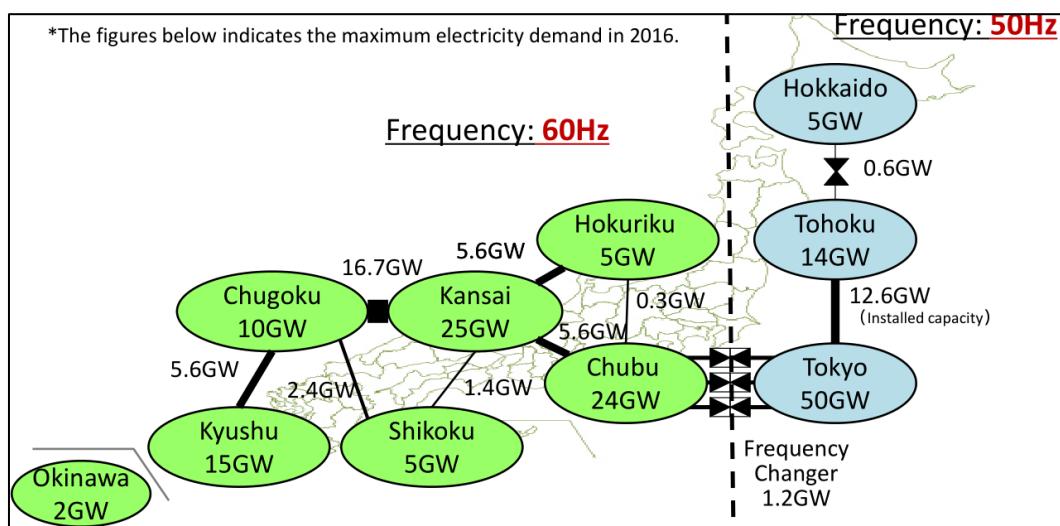 *The figures below indicates the maximum electricity demand in 2016.
Frequency: 50Hz
Frequency: 60Hz
Hokkaido
5GW
0.6GW
Tohoku
14GW
12.6GW
(Installed capacity)
Tokyo
50GW
Hokuriku
5GW
5.6GW
16.7GW
Chugoku
10GW
Kansai
25GW
0.3GW
5.6GW
Chubu
24GW
5.6GW
2.4GW
1.4GW
Kyushu
15GW
Shikoku
5GW
Frequency
Changer
1.2GW
Okinawa
2GW